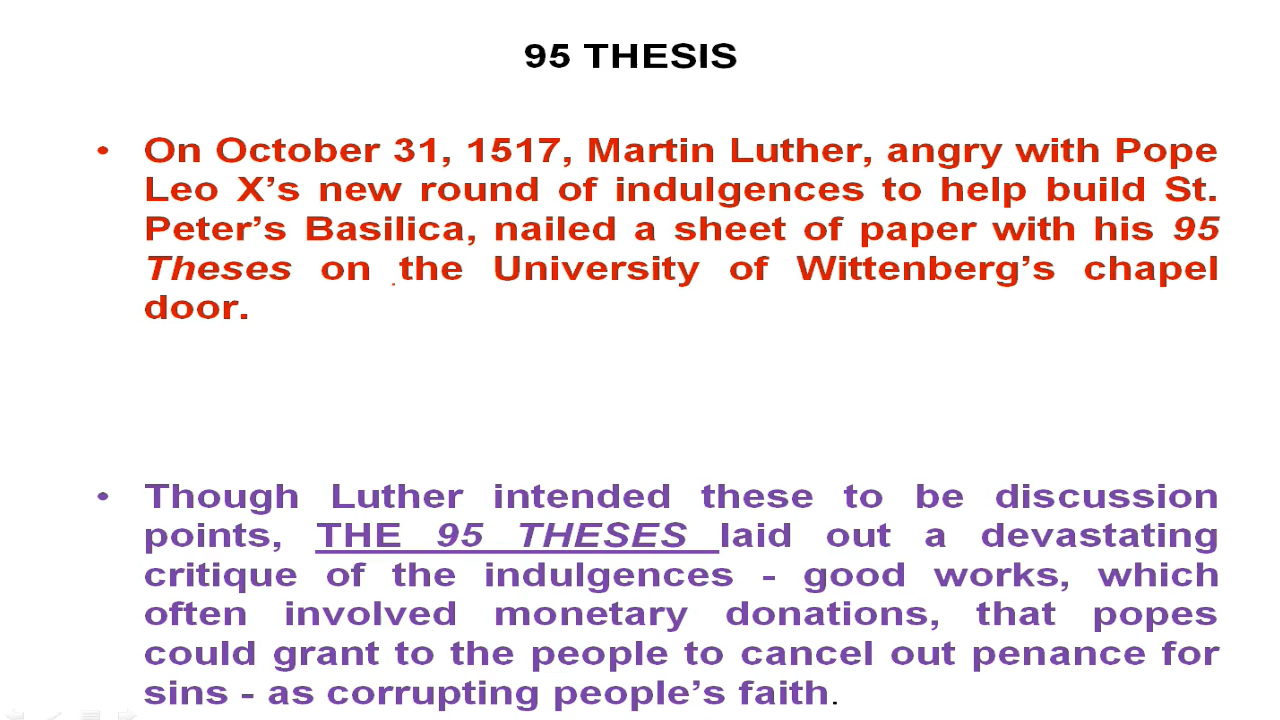 95 THESIS
• On October 31, 1517, Martin Luther, angry with Pope
Leo X’s new round of indulgences to help build St.
Peter’s Basilica, nailed a sheet of paper with his 95
Theses on the University of Wittenberg’s chapel
door.
• Though Luther intended these to be discussion
points, THE 95 THESES laid out a devastating
critique of the indulgences - good works, which
often involved monetary donations, that popes
could grant to the people to cancel out penance for
sins - as corrupting people’s faith.